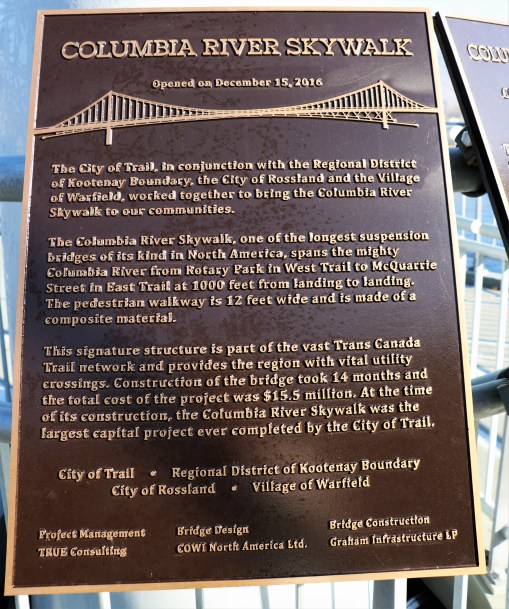 COLUMBIA RIVER SKYWALK
Opened on December 15, 2016
The City of Trail, in conjunction with the Regional District
of Kootenay Boundary, the City of Rossland and the Village
of Warfield, worked together to bring the Columbia River
Skywalk to our communities.
The Columbia River Skywalk, one of the longest suspension
bridges of its kind in North America, spans the mighty
Columbia River from Rotary Park in West Trail to McQuarrie
Street in East Trail at 1000 feet from landing to landing.
The pedestrian walkway is 12 feet wide and is made of a
composite material.
This signature structure is part of the vast Trans Canada
Trail network and provides the region with vital utility
crossings. Construction of the bridge took 14 months and
the total cost of the project was $15.5 million. At the time
of its construction, the Columbia River Skywalk was the
largest capital project ever completed by the City of Trail.
City of Trail • Regional District of Kootenay Boundary
City of Rossland • Village of Warfield
Project Management
TRUE Consulting
Bridge Design
COWI North America Ltd.
Bridge Construction
Graham Infrastructure LP
COLU